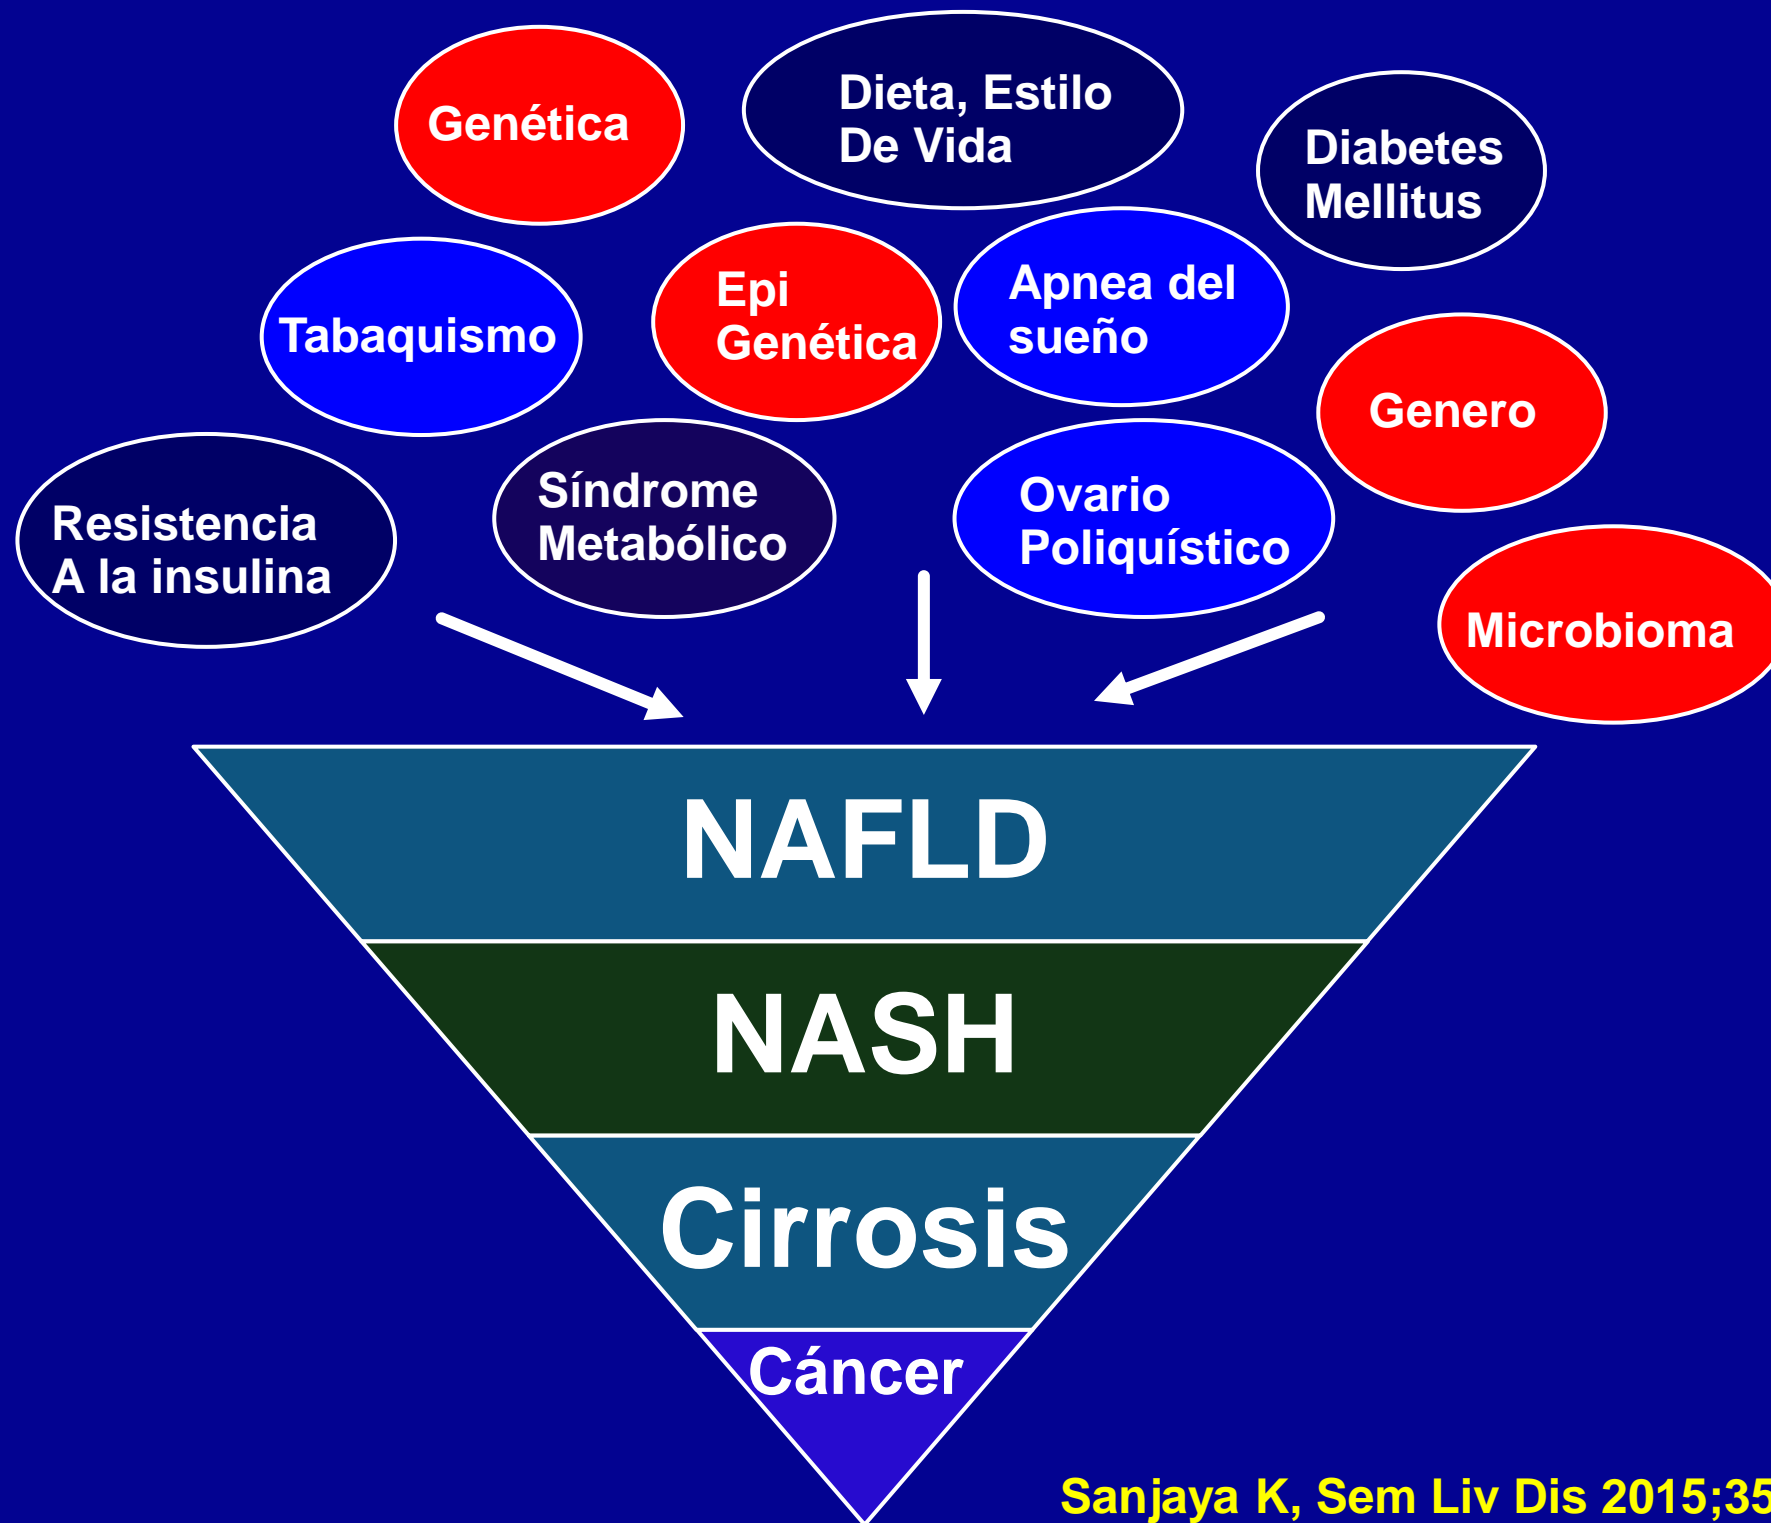 Genética
Dieta, Estilo
De Vida
Diabetes
Mellitus
Tabaquismo
Epi
Genética
Apnea del
sueño
Genero
Resistencia
A la insulina
Síndrome
Metabólico
Ovario
Poliquístico
Microbioma
NAFLD
NASH
Cirrosis
Cáncer
Sanjaya K, Sem Liv Dis 2015;35